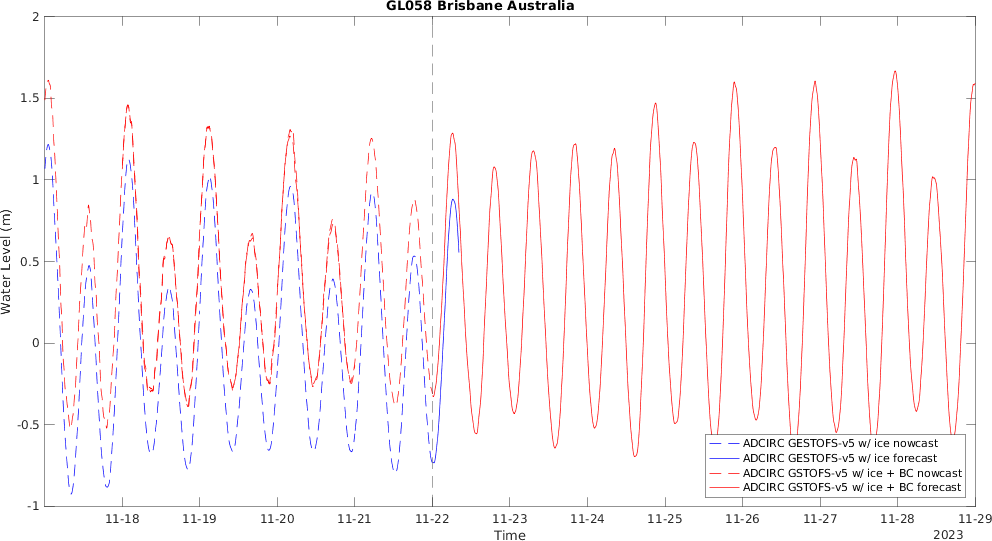 GL058 Brisbane Australia
2
1.5
1
0.5
0
-0.5
-1
Water Level (m)
ADCIRC GESTOFS-v5 w/ ice nowcast
ADCIRC GESTOFS-v5 w/ ice forecast
ADCIRC GSTOFS-v5 w/ ice + BC nowcast
ADCIRC GSTOFS-v5 w/ ice + BC forecast
11-18 11-19 11-20 11-21 11-22 11-23 11-24 11-25 11-26 11-27 11-28 11-29
Time
2023